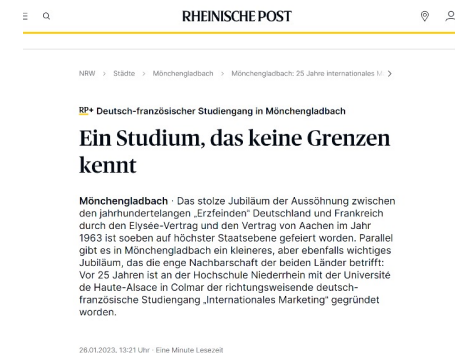 RHEINISCHE POST
NRW > Städte > Mönchengladbach > Mönchengladbach: 25 Jahre internationales
RP+ Deutsch-französischer Studiengang in Mönchengladbach
Ein Studium, das keine Grenzen
kennt
Mönchengladbach · Das stolze Jubiläum der Aussöhnung zwischen
den jahrhundertelangen „Erzfeinden“ Deutschland und Frankreich
durch den Elysée-Vertrag und den Vertrag von Aachen im Jahr
1963 ist soeben auf höchster Staatsebene gefeiert worden. Parallel
gibt es in Mönchengladbach ein kleineres, aber ebenfalls wichtiges
Jubiläum, das die enge Nachbarschaft der beiden Länder betrifft:
Vor 25 Jahren ist an der Hochschule Niederrhein mit der Université
de Haute-Alsace in Colmar der richtungsweisende deutsch-
französische Studiengang „Internationales Marketing“ gegründet
worden.
26.01.2023, 13:21 Uhr · Eine Minute Lesezeit